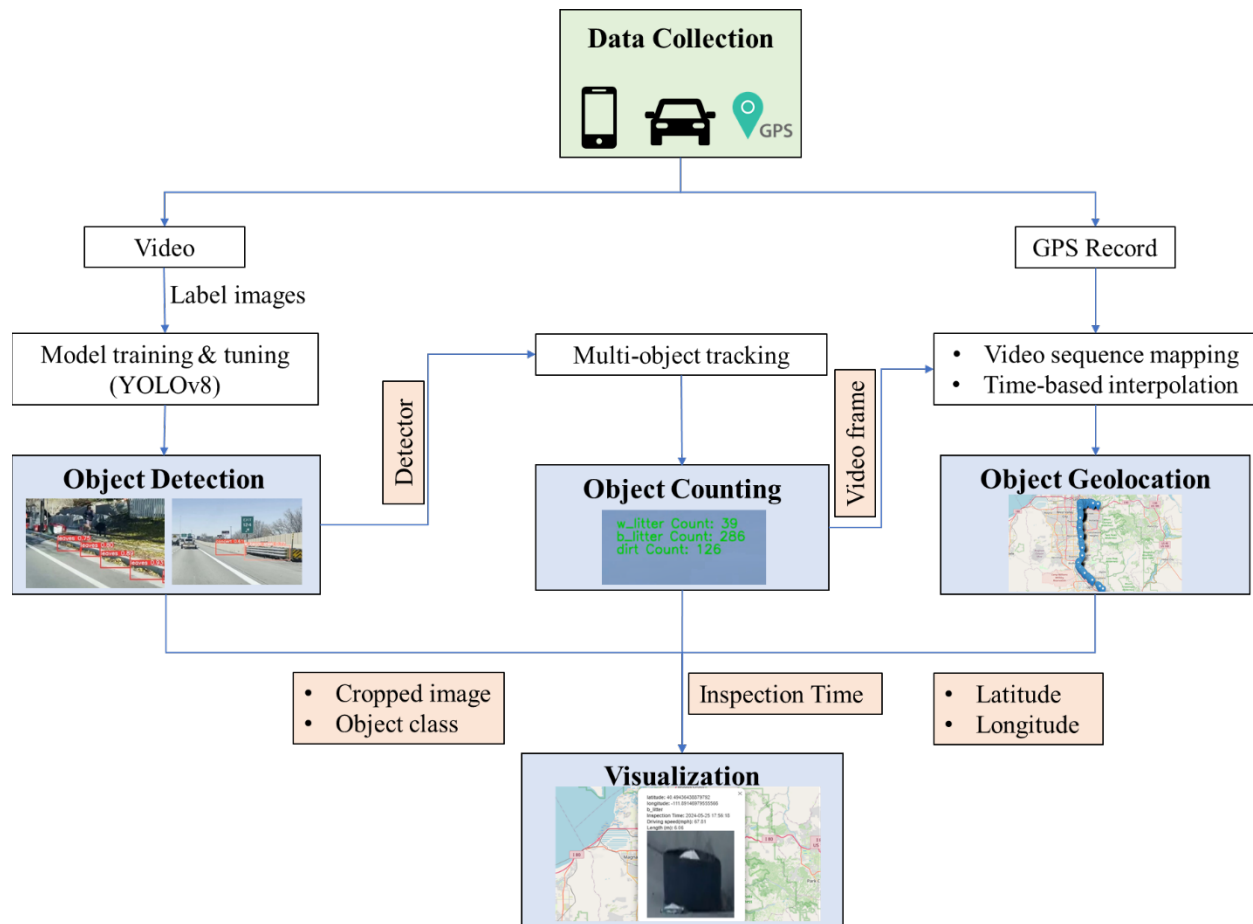 Data Collection
GPS
Video
GPS Record
Label images
Model training & tuning
(YOLOv8)
Multi-object tracking
• Video sequence mapping
• Time-based interpolation
Detector
Video frame
Object Detection
Object Counting
w_litter Count: 39
b_litter Count: 286
dirt Count: 126
Object Geolocation
• Cropped image
• Object class
Inspection Time
• Latitude
• Longitude
Visualization
b_litter